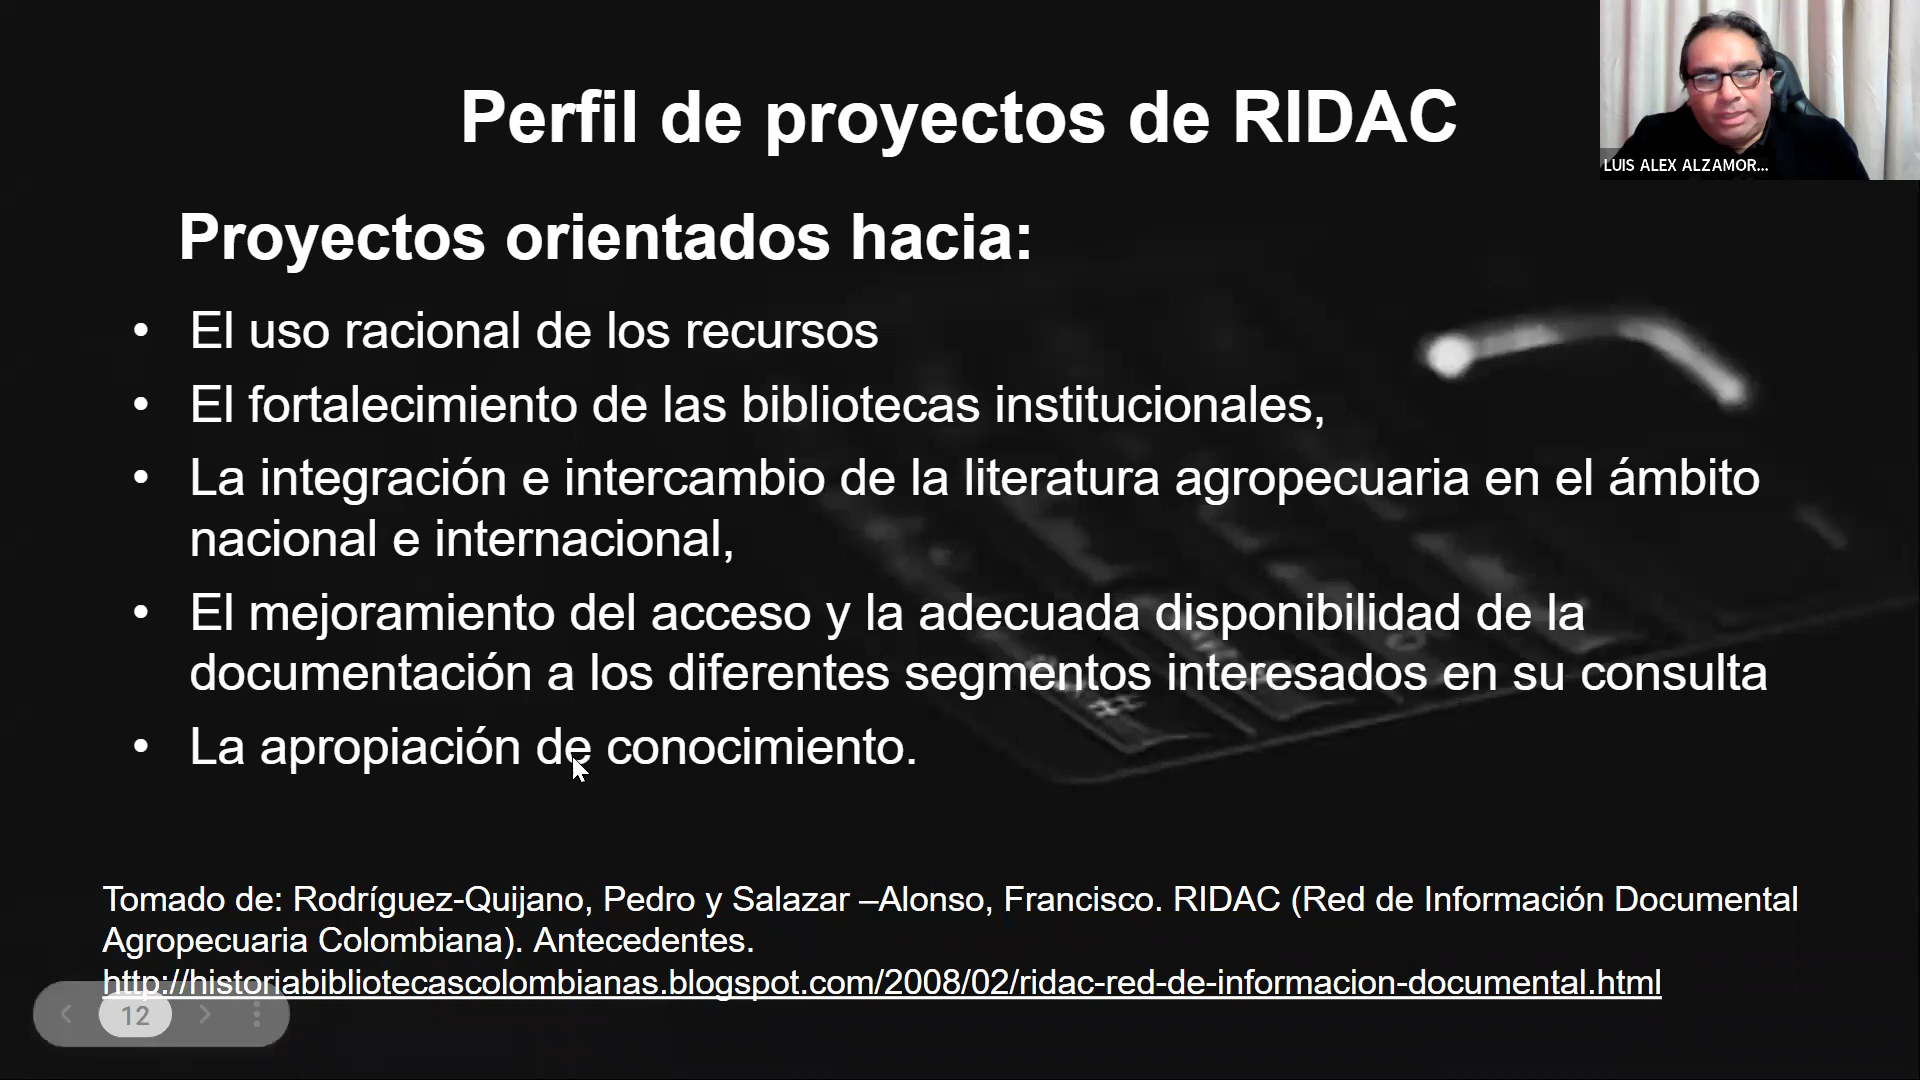 Perfil de proyectos de RIDAC
LUIS ALEX ALZAMOR...
Proyectos orientados hacia:
• El uso racional de los recursos
• El fortalecimiento de las bibliotecas institucionales,
• La integración e intercambio de la literatura agropecuaria en el ámbito
nacional e internacional,
• El mejoramiento del acceso y la adecuada disponibilidad de la
documentación a los diferentes segmentos interesados en su consulta
• La apropiación de conocimiento.
Tomado de: Rodríguez-Quijano, Pedro y Salazar –Alonso, Francisco. RIDAC (Red de Información Documental
Agropecuaria Colombiana). Antecedentes.
http://historiabibliotecascolombianas.blogspot.com/2008/02/ridac-red-de-informacion-documental.html
12